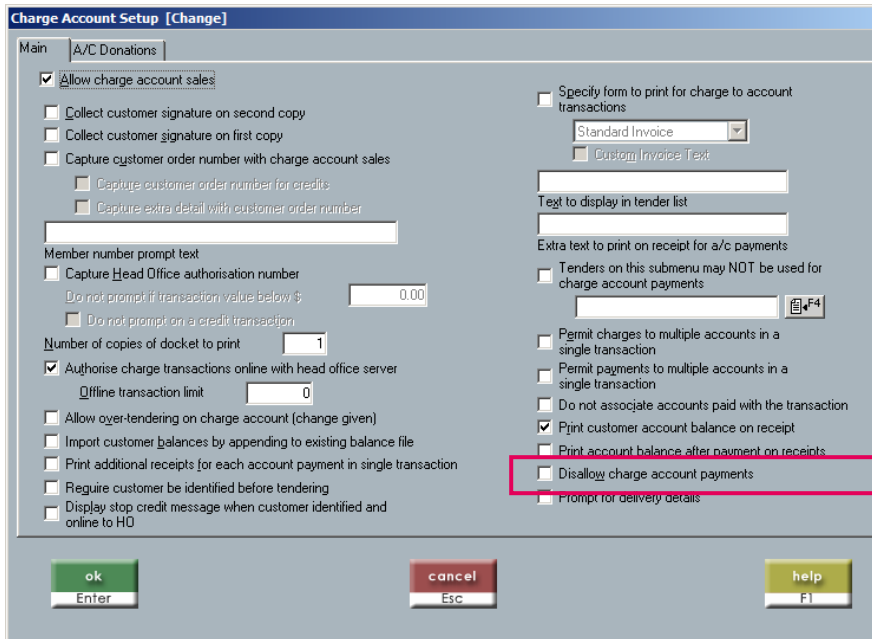 Charge Account Setup [Change]
Main
A/C Donations
Allow charge account sales
Collect customer signature on second copy
Collect customer signature on first copy
Capture customer order number with charge account sales
Capture customer order number for credits
Capture extra detail with customer order number
Member number prompt text
Capture Head Office authorisation number
Do not prompt if transaction value below $
0.00
Do not prompt on a credit transaction
Number of copies of docket to print
1
Authorise charge transactions online with head office server
Offline transaction limit
0
Allow over-tendering on charge account (change given)
Import customer balances by appending to existing balance file
Print additional receipts for each account payment in single transaction
Require customer be identified before tendering
Display stop credit message when customer identified and
online to HO
Specify form to print for charge to account
transactions
Standard Invoice
Custom Invoice Text
Text to display in tender list
Extra text to print on receipt for a/c payments
Tenders on this submenu may NOT be used for
charge account payments
F4
Permit charges to multiple accounts in a
single transaction
Permit payments to multiple accounts in a
single transaction
Do not associate accounts paid with the transaction
Print customer account balance on receipt
Print account balance after payment on receipts
Disallow charge account payments
Prompt for delivery details
ok
Enter
cancel
Esc
help
F1